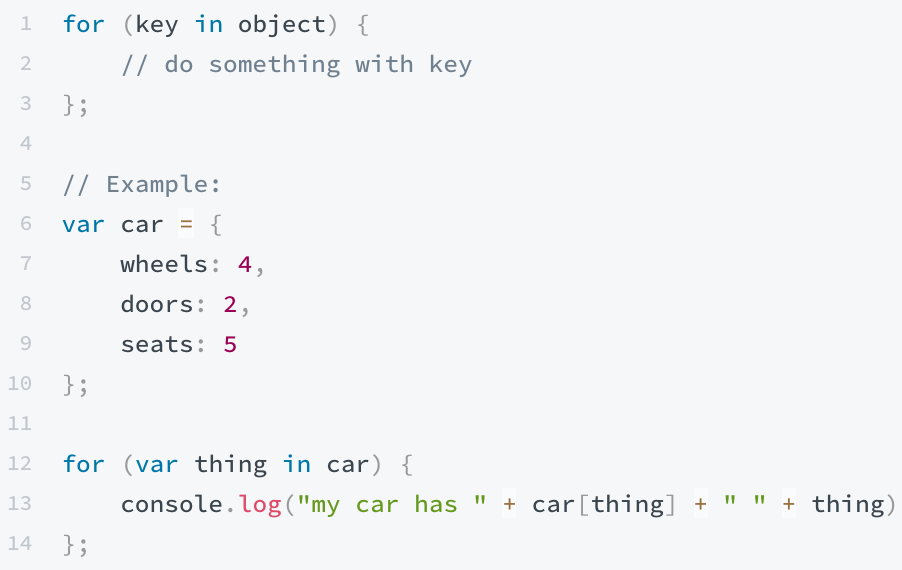 1 for (key in object) {
2     // do something with key
3 };
4
5 // Example:
6 var car = {
7     wheels: 4,
8     doors: 2,
9     seats: 5
10 };
11
12 for (var thing in car) {
13     console.log("my car has " + car[thing] + " " + thing)
14 };